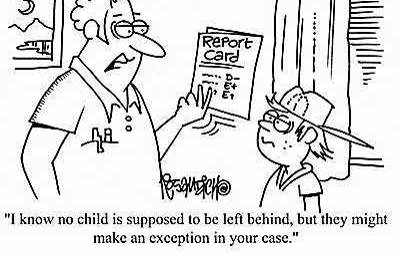 Report
Card
D-
E+
E+
"I know no child is supposed to be left behind, but they might
make an exception in your case."